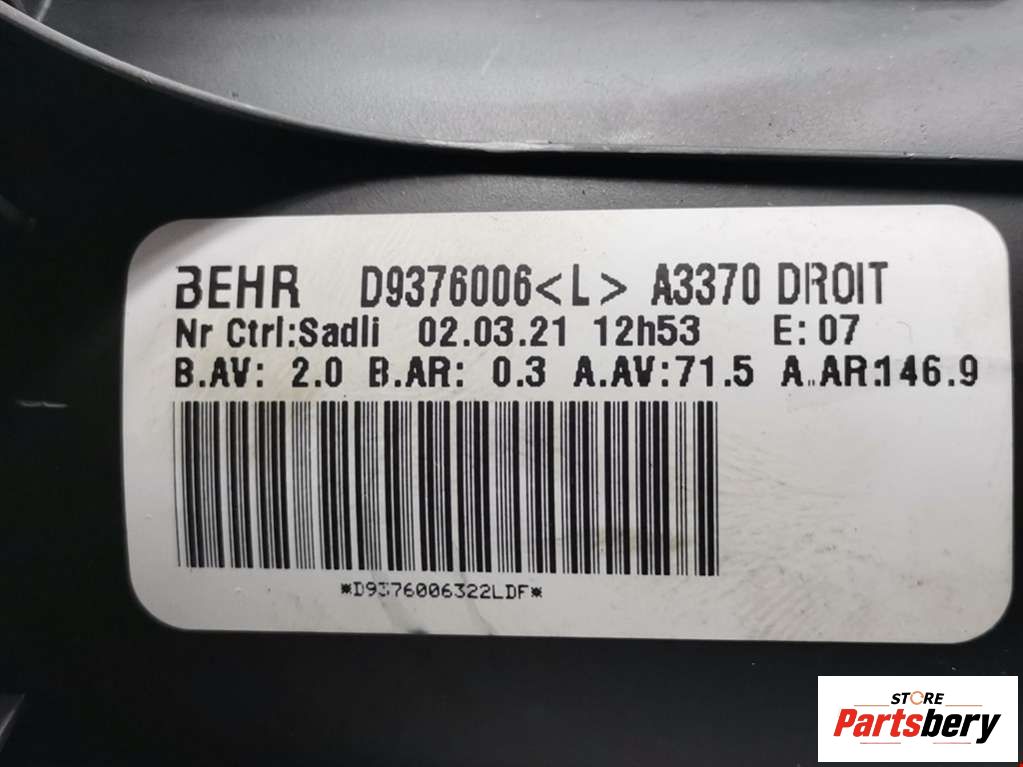 BEHR D9376006<L> A3370 DROIT
Nr Ctrl:Sadli 02.03.21 12h53 E: 07
B.AV: 2.0 B.AR: 0.3 A.AV:71.5 A.AR:146.9
*D9376006322LDF*
STORE
Partsbery